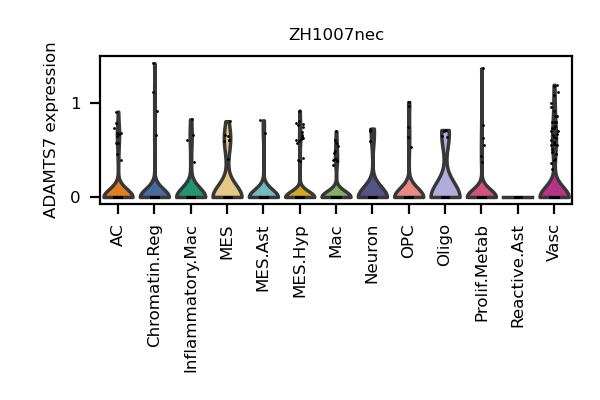 ZH1007nec
ADAMTS7 expression
1
0
AC
Chromatin.Reg
Inflammatory.Mac
MES
MES.Ast
MES.Hyp
Mac
Neuron
OPC
Oligo
Prolif.Metab
Reactive.Ast
Vasc